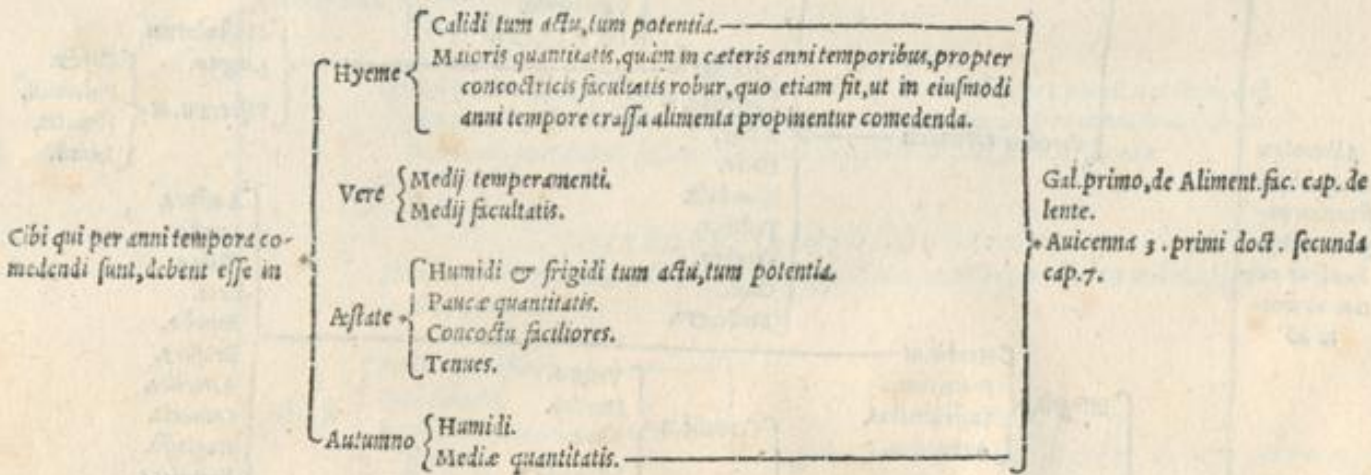 Cibi qui per anni tempora co-
medendi sunt, debent esse in
Hyeme
Calidi tum actu, tum potentia.
Maioris quantitatis, quàm in cæteris anni temporibus, propter
concoctricis facultatis robur, quo etiam fit, ut in eiusmodi
anni tempore crassa alimenta propinentur comedenda.
Vere
Medij temperamenti.
Medij facultatis.
Æstate
Humidi & frigidi tum actu, tum potentia.
Paucæ quantitatis.
Concoctu faciliores.
Tenues.
Autumno
Humidi.
Mediæ quantitatis.
Gal. primo, de Aliment. fac. cap. de
lente.
Auicenna 3. primi doct. secunda
cap. 7.